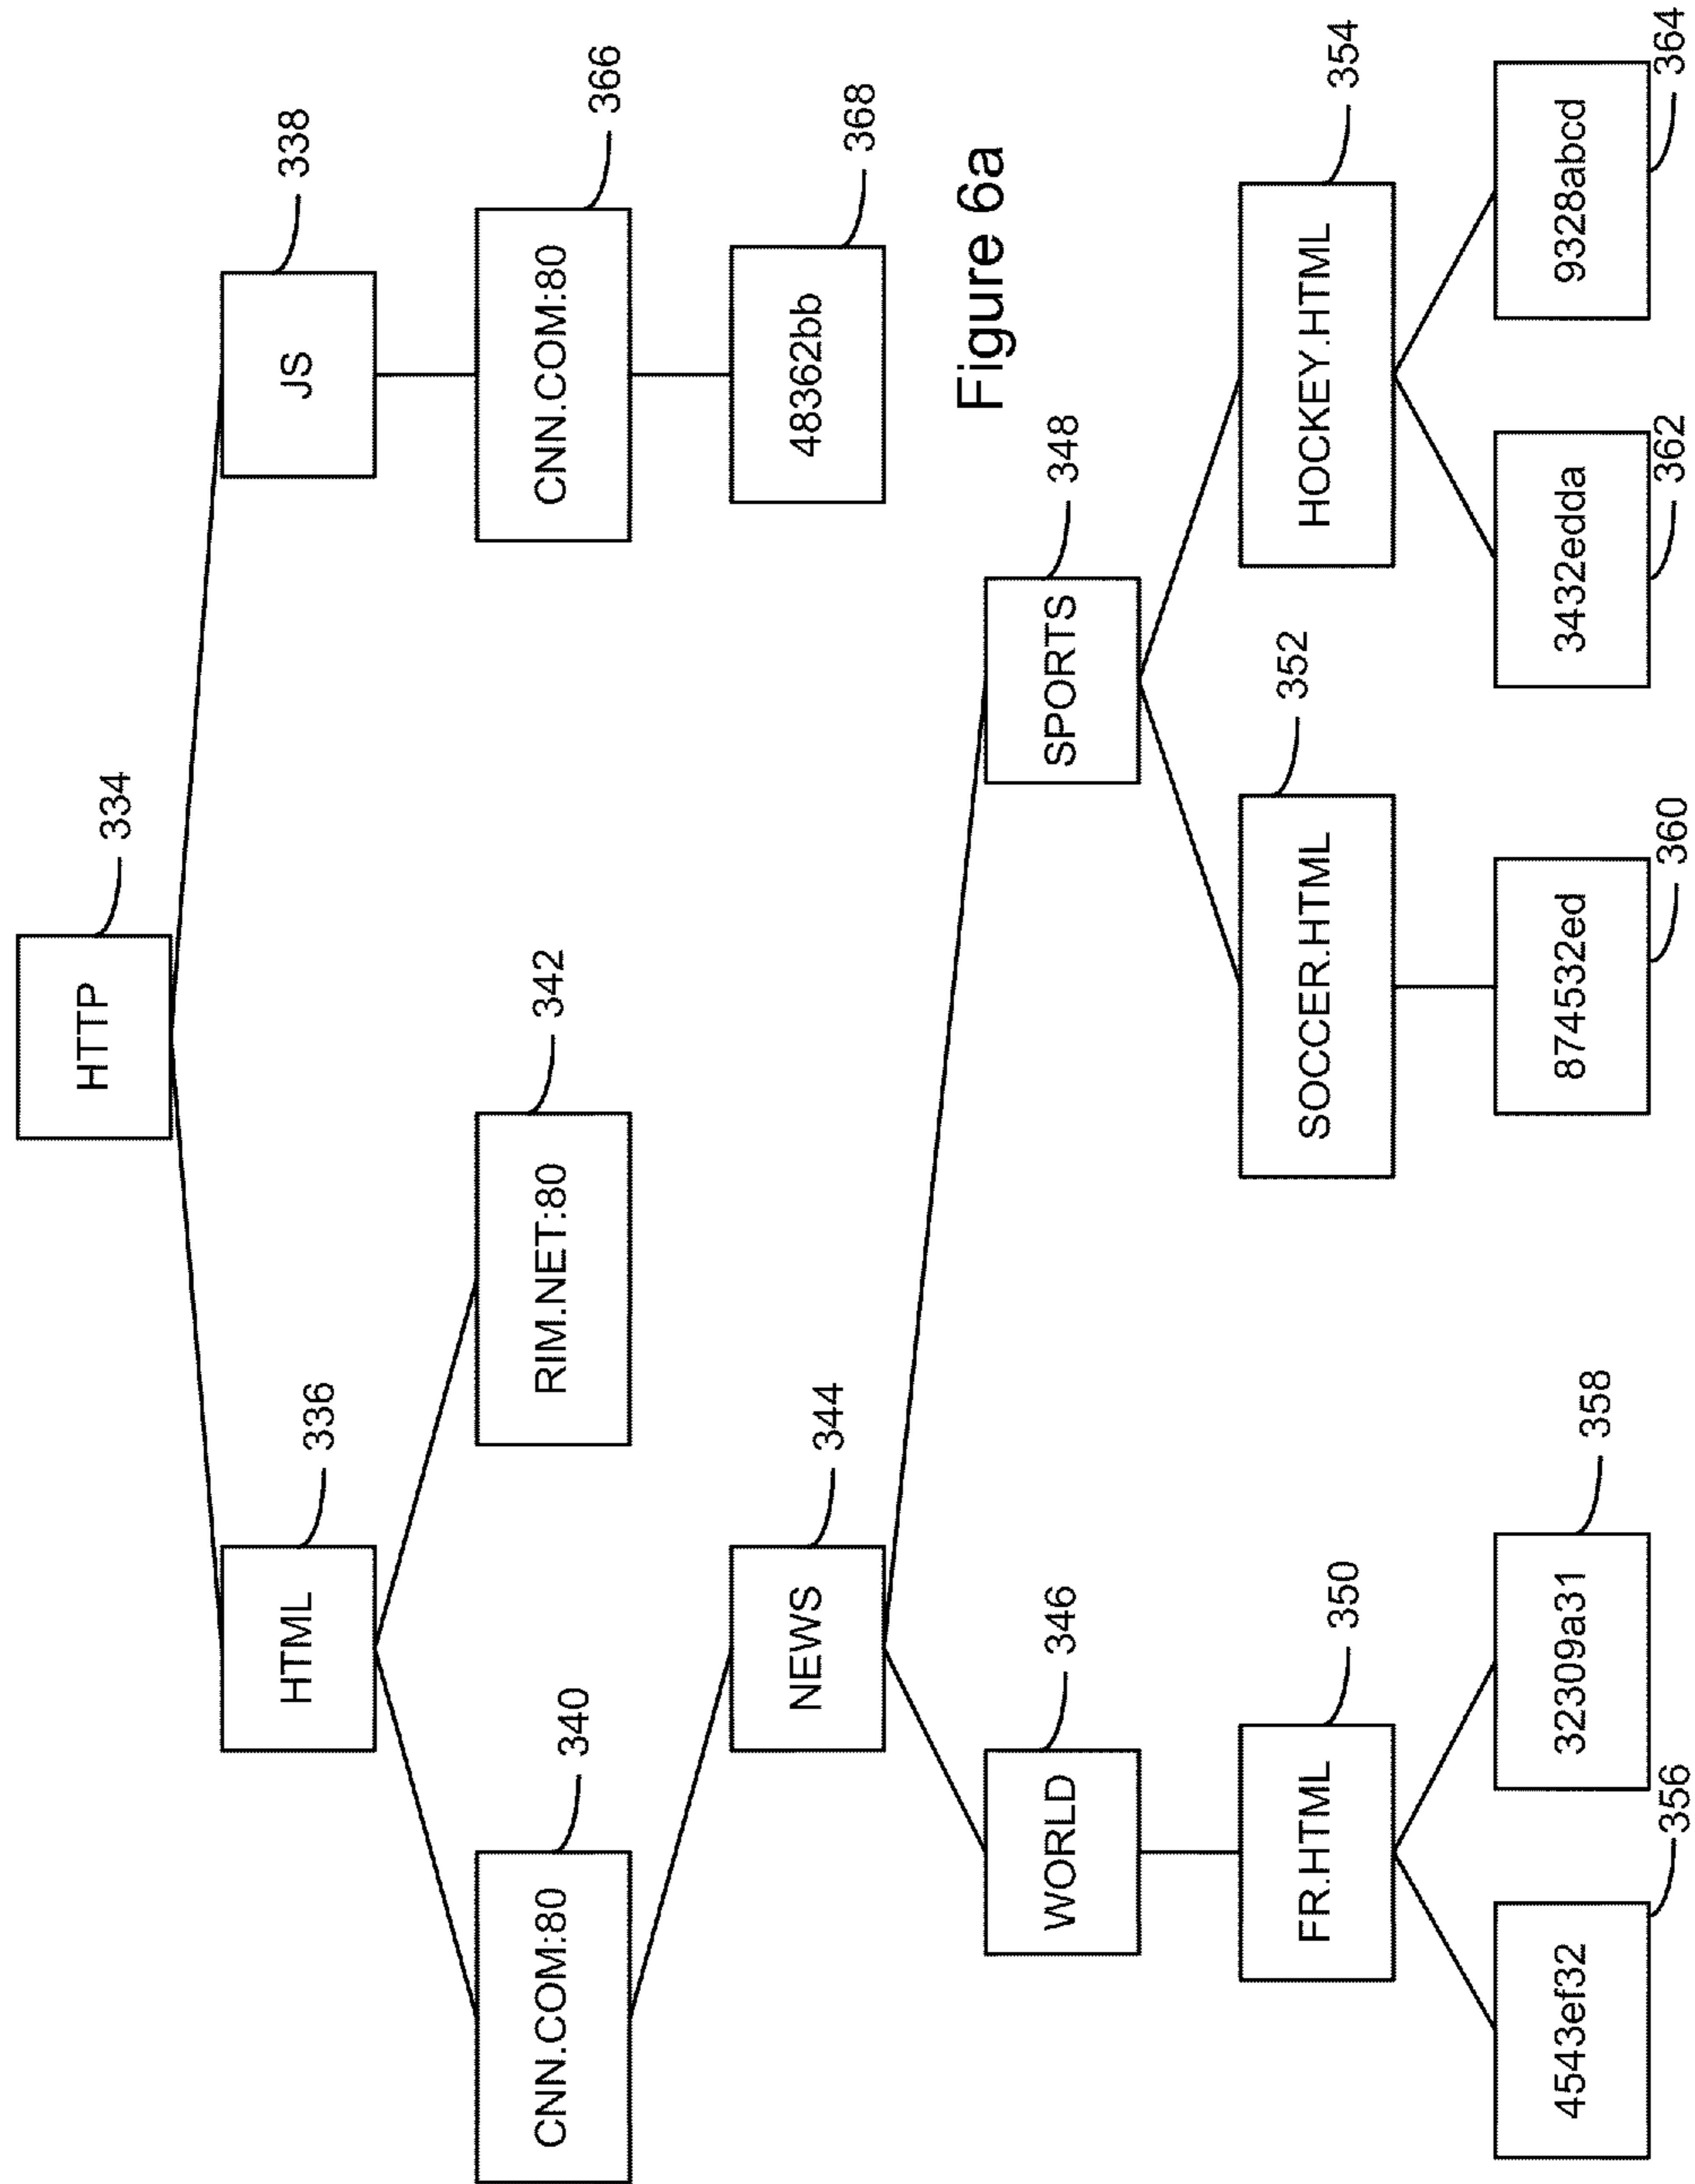 HTTP
334
HTML
336
JS
338
CNN.COM:80
340
RIM.NET:80
342
CNN.COM:80
366
NEWS
344
48362bb
368
WORLD
346
SPORTS
348
Figure 6a
FR.HTML
350
SOCCER.HTML
352
HOCKEY.HTML
354
4543ef32
356
32309a31
358
874532ed
360
3432edda
362
9328abcd
364